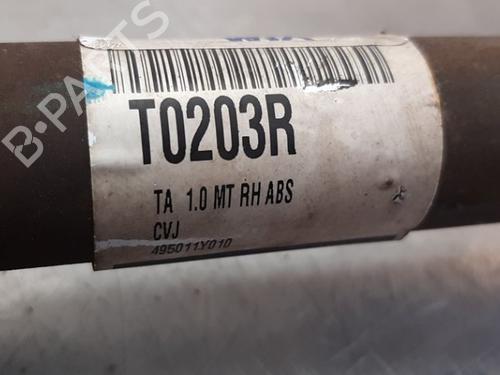 T0203R
TA 1.0 MT RH ABS
CVJ
495011Y010
B-PARTS